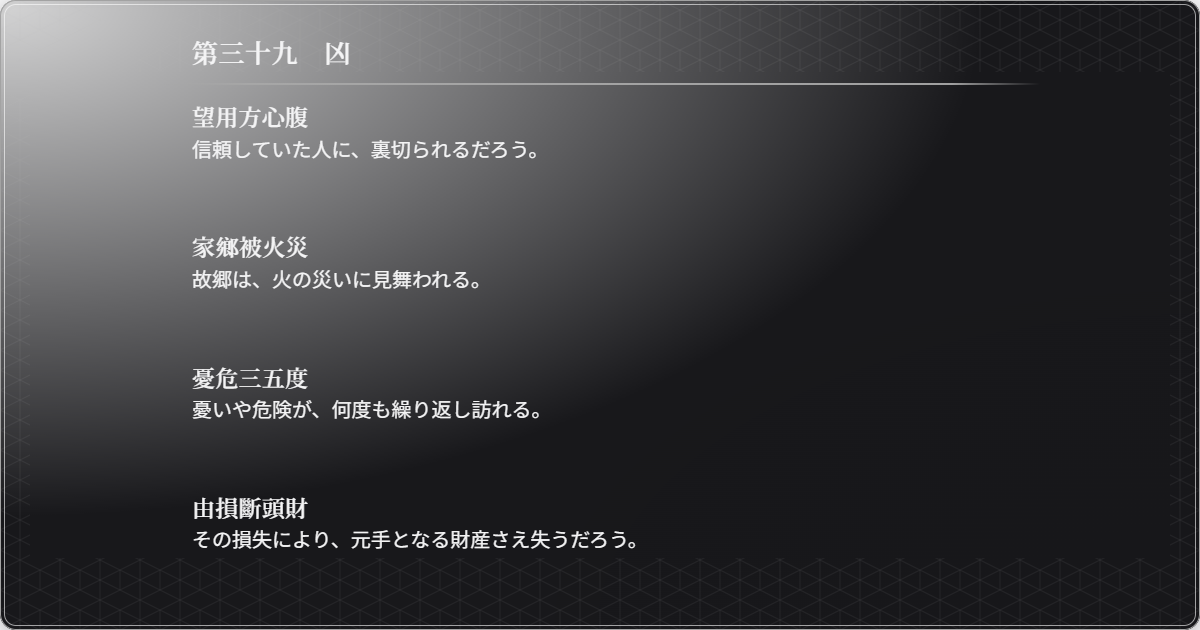 第三十九　凶
望用方心腹
信頼していた人に、裏切られるだろう。
家鄉被火災
故郷は、火の災いに見舞われる。
憂危三五度
憂いや危険が、何度も繰り返し訪れる。
由損斷頭財
その損失により、元手となる財産さえ失うだろう。